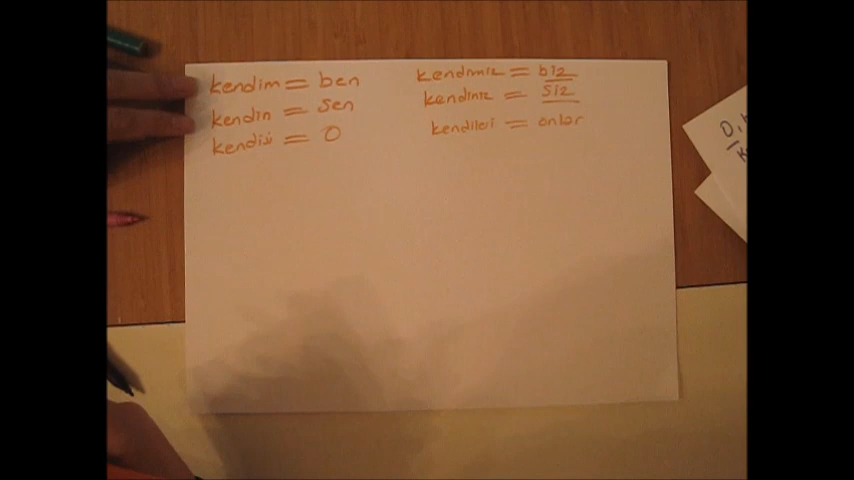 kendim = ben
kendin = sen
kendisi = O
kendimiz = biz
kendiniz = siz
kendileri = onlar